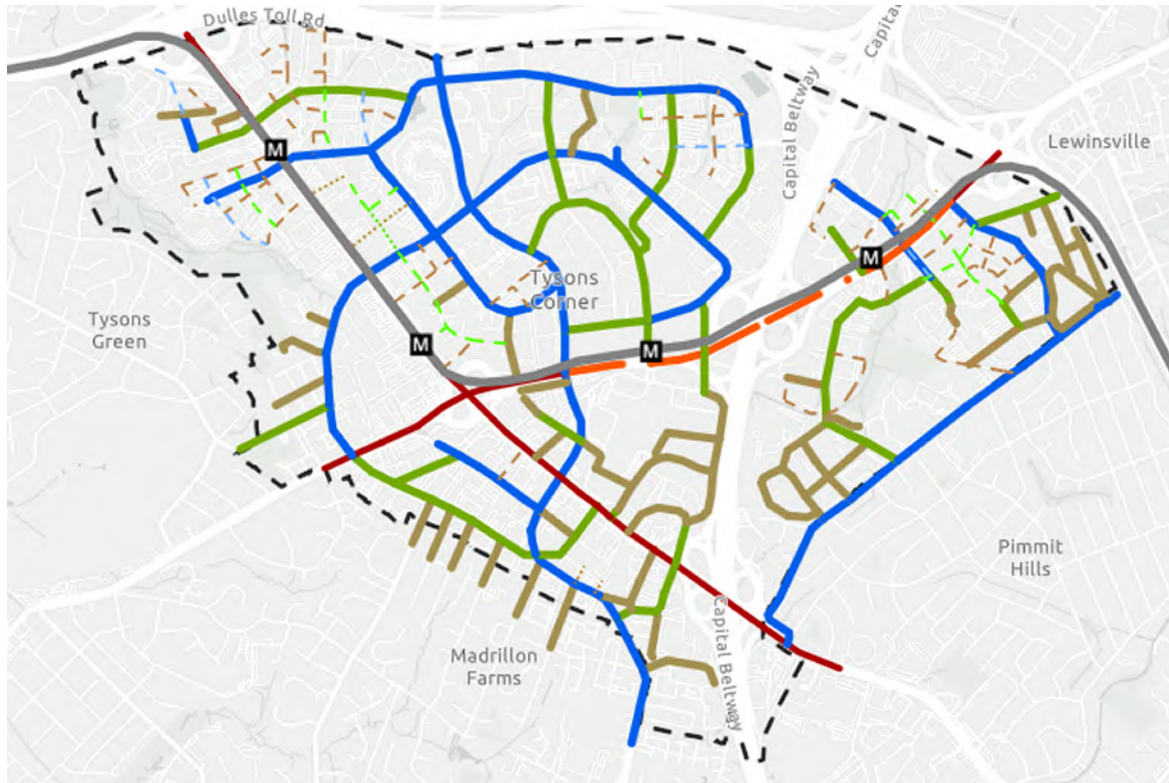 Dulles Toll Rd
Capital
Capital Beltway
Lewinsville
M
M
Tysons
Corner
Tysons
Green
M
M
Pimmit
Hills
Capital Beltway
Madrillon
Farms